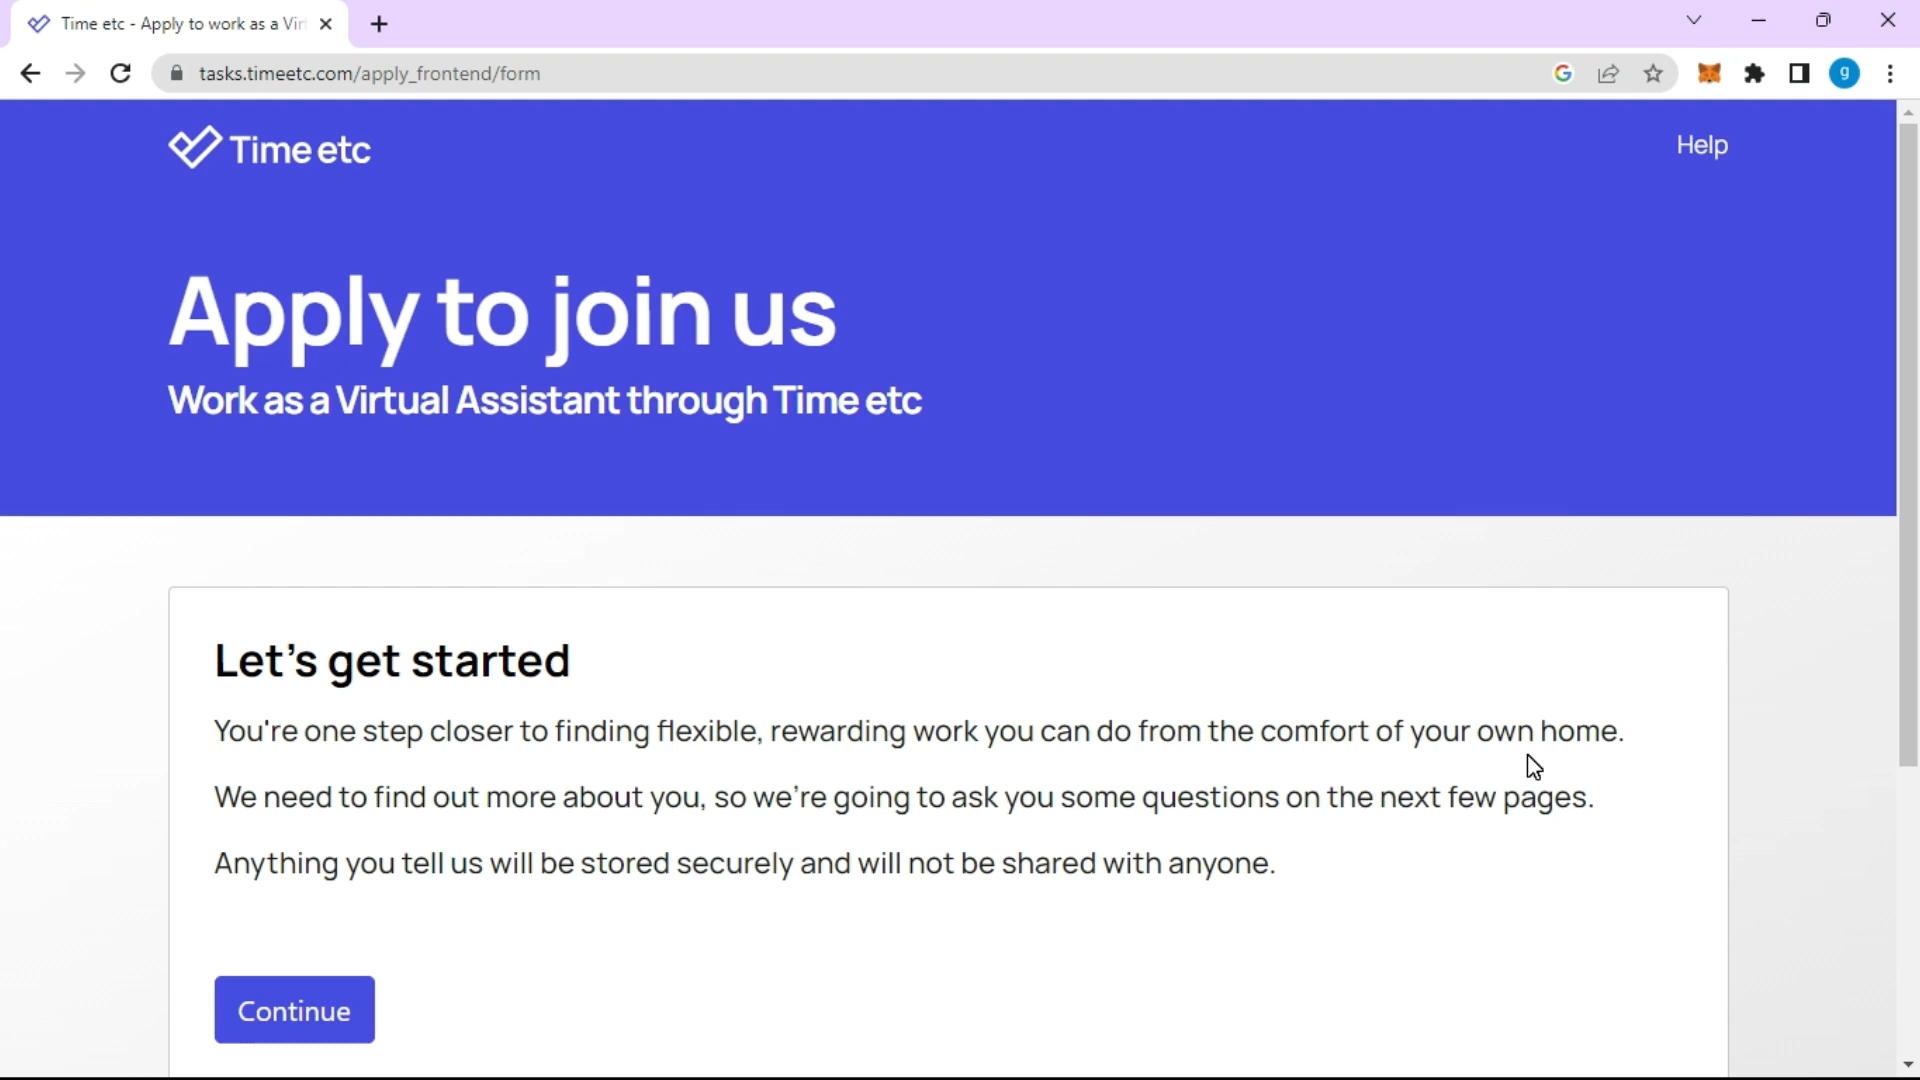 Time etc - Apply to work as a Vir
tasks.timeetc.com/apply_frontend/form
g
Time etc
Help
Apply to join us
Work as a Virtual Assistant through Time etc
Let's get started
You're one step closer to finding flexible, rewarding work you can do from the comfort of your own home.
We need to find out more about you, so we're going to ask you some questions on the next few pages.
Anything you tell us will be stored securely and will not be shared with anyone.
Continue